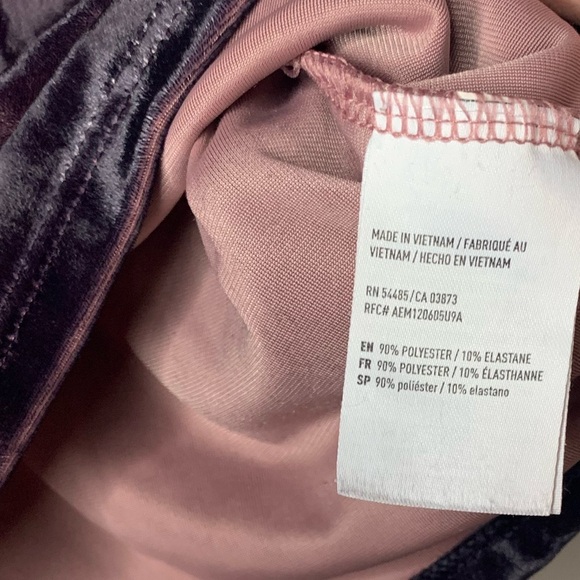 MADE IN VIETNAM / FABRIQUÉ AU
VIETNAM / HECHO EN VIETNAM
RN 54485/CA 03873
RFC# AEM120605U9A
EN 90% POLYESTER / 10% ELASTANE
FR 90% POLYESTER / 10% ÉLASTHANNE
SP 90% poliéster / 10% elastano